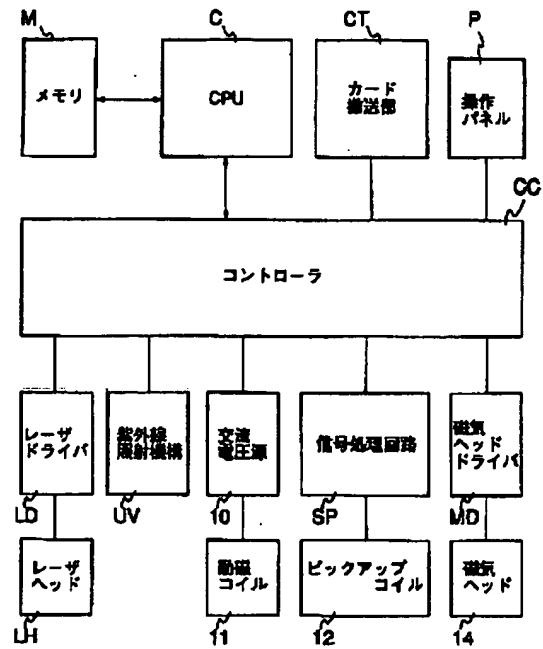 M
C
CT
P
メモリ
CPU
カード
搬送部
操作
パネル
CC
コントローラ
レーザ
ドライバ
紫外線
照射機構
交流
電圧源
信号処理回路
磁気
ヘッド
ドライバ
LD
UV
10
SP
MD
レーザ
ヘッド
励磁
コイル
ピックアップ
コイル
磁気
ヘッド
LH
11
12
14